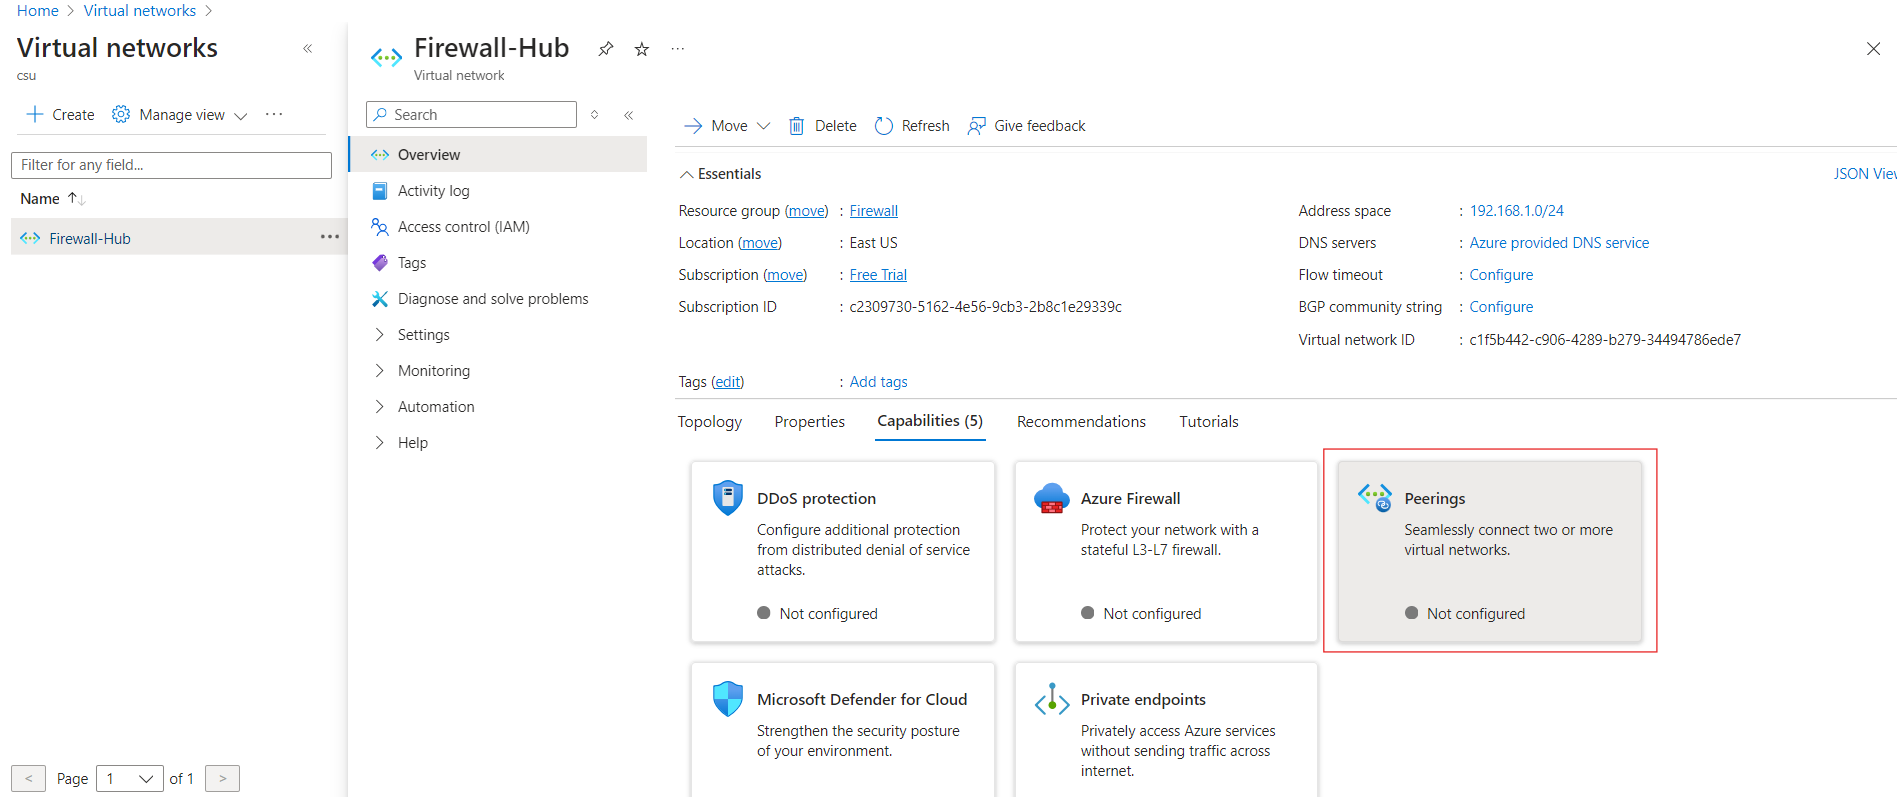 Home > Virtual networks >
Virtual networks «
csu
+ Create Manage view ···
Filter for any field...
Name ↑↓
Firewall-Hub ···
< Page 1 of 1 >
Firewall-Hub ···
Virtual network
Search «
Overview
Activity log
Access control (IAM)
Tags
Diagnose and solve problems
> Settings
> Monitoring
> Automation
> Help
Move Delete Refresh Give feedback
Essentials
JSON View
Resource group (move) : Firewall
Location (move) : East US
Subscription (move) : Free Trial
Subscription ID : c2309730-5162-4e56-9cb3-2b8c1e29339c
Address space : 192.168.1.0/24
DNS servers : Azure provided DNS service
Flow timeout : Configure
BGP community string : Configure
Virtual network ID : c1f5b442-c906-4289-b279-34494786ede7
Tags (edit) : Add tags
Topology Properties Capabilities (5) Recommendations Tutorials
DDoS protection
Configure additional protection
from distributed denial of service
attacks.
Not configured
Azure Firewall
Protect your network with a
stateful L3-L7 firewall.
Not configured
Peerings
Seamlessly connect two or more
virtual networks.
Not configured
Microsoft Defender for Cloud
Strengthen the security posture
of your environment.
Private endpoints
Privately access Azure services
without sending traffic across
internet.